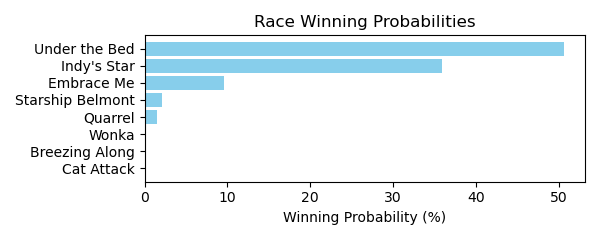 Race Winning Probabilities
Under the Bed
Indy's Star
Embrace Me
Starship Belmont
Quarrel
Wonka
Breezing Along
Cat Attack
0 10 20 30 40 50
Winning Probability (%)